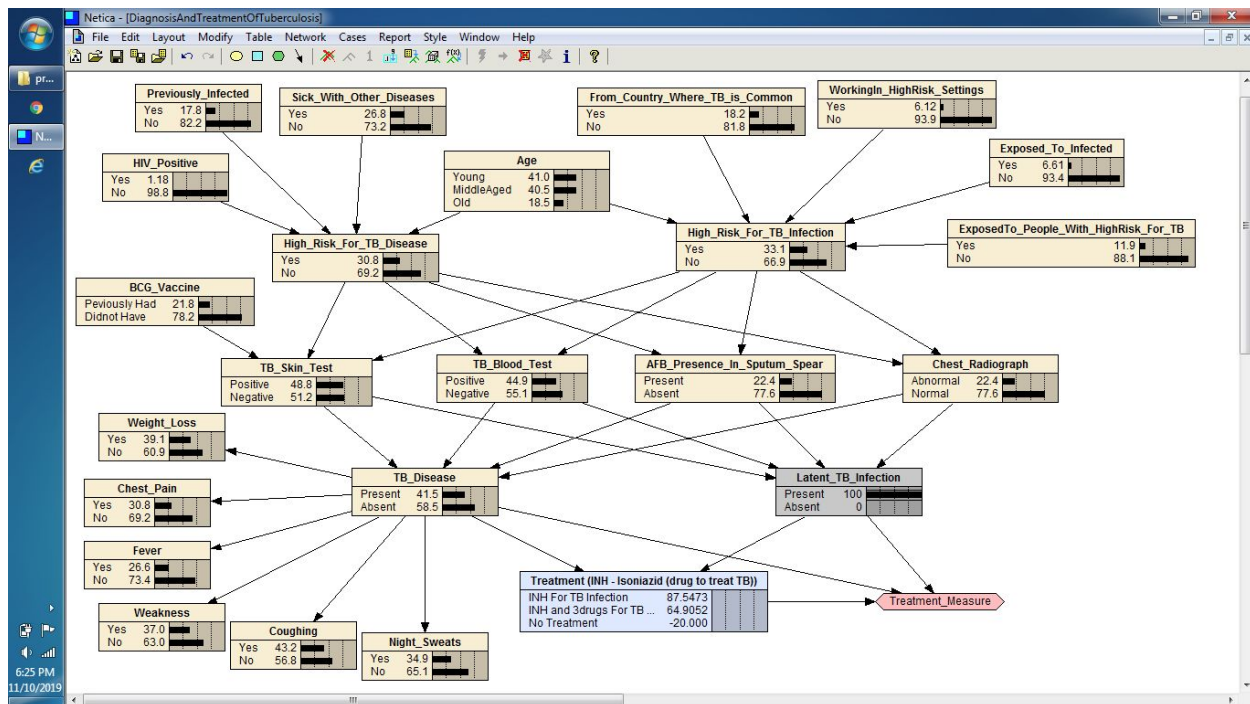 Netica - [DiagnosisAndTreatmentOfTuberculosis]
File Edit Layout Modify Table Network Cases Report Style Window Help
pr...
N...
Previously_Infected
Yes 17.8
No 82.2
Sick_With_Other_Diseases
Yes 26.8
No 73.2
From_Country_Where_TB_is_Common
Yes 18.2
No 81.8
WorkingIn_HighRisk_Settings
Yes 6.12
No 93.9
HIV_Positive
Yes 1.18
No 98.8
Age
Young 41.0
MiddleAged 40.5
Old 18.5
Exposed_To_Infected
Yes 6.61
No 93.4
High_Risk_For_TB_Disease
Yes 30.8
No 69.2
High_Risk_For_TB_Infection
Yes 33.1
No 66.9
ExposedTo_People_With_HighRisk_For_TB
Yes 11.9
No 88.1
BCG_Vaccine
Peviously Had 21.8
Didnot Have 78.2
TB_Skin_Test
Positive 48.8
Negative 51.2
TB_Blood_Test
Positive 44.9
Negative 55.1
AFB_Presence_In_Sputum_Spear
Present 22.4
Absent 77.6
Chest_Radiograph
Abnormal 22.4
Normal 77.6
Weight_Loss
Yes 39.1
No 60.9
TB_Disease
Present 41.5
Absent 58.5
Latent_TB_Infection
Present 100
Absent 0
Chest_Pain
Yes 30.8
No 69.2
Fever
Yes 26.6
No 73.4
Treatment (INH - Isoniazid (drug to treat TB))
INH For TB Infection 87.5473
INH and 3drugs For TB ... 64.9052
No Treatment -20.000
Treatment_Measure
Weakness
Yes 37.0
No 63.0
Coughing
Yes 43.2
No 56.8
Night_Sweats
Yes 34.9
No 65.1
6:25 PM
11/10/2019